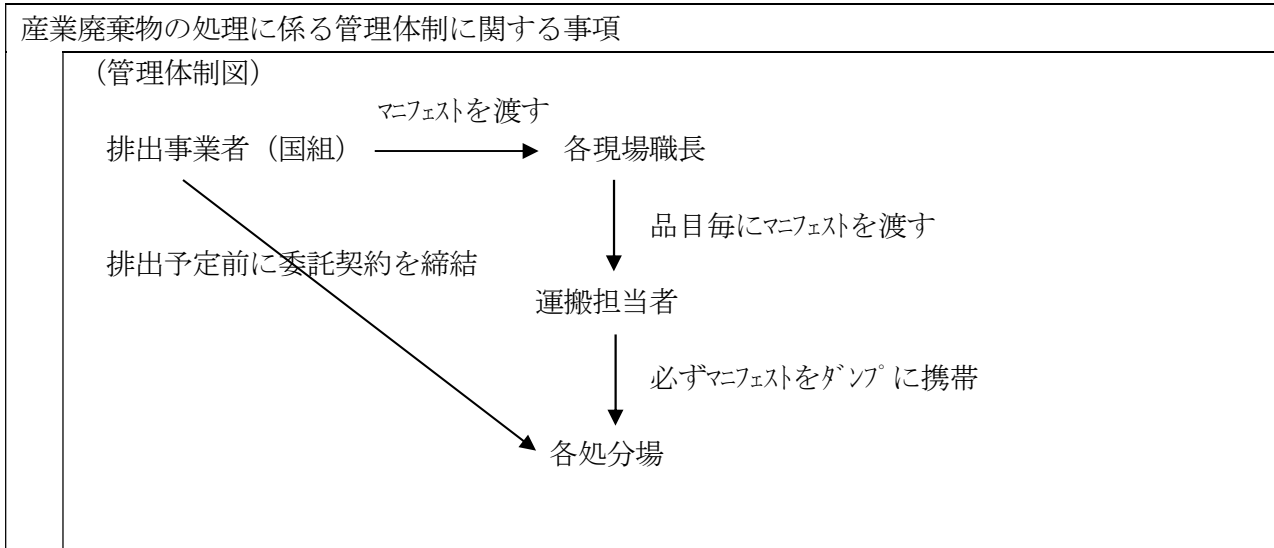 産業廃棄物の処理に係る管理体制に関する事項
（管理体制図）
ﾏﾆﾌｪｽﾄを渡す
排出事業者（国組）
各現場職長
品目毎にﾏﾆﾌｪｽﾄを渡す
排出予定前に委託契約を締結
運搬担当者
必ずﾏﾆﾌｪｽﾄをﾀﾞﾝﾌﾟに携帯
各処分場